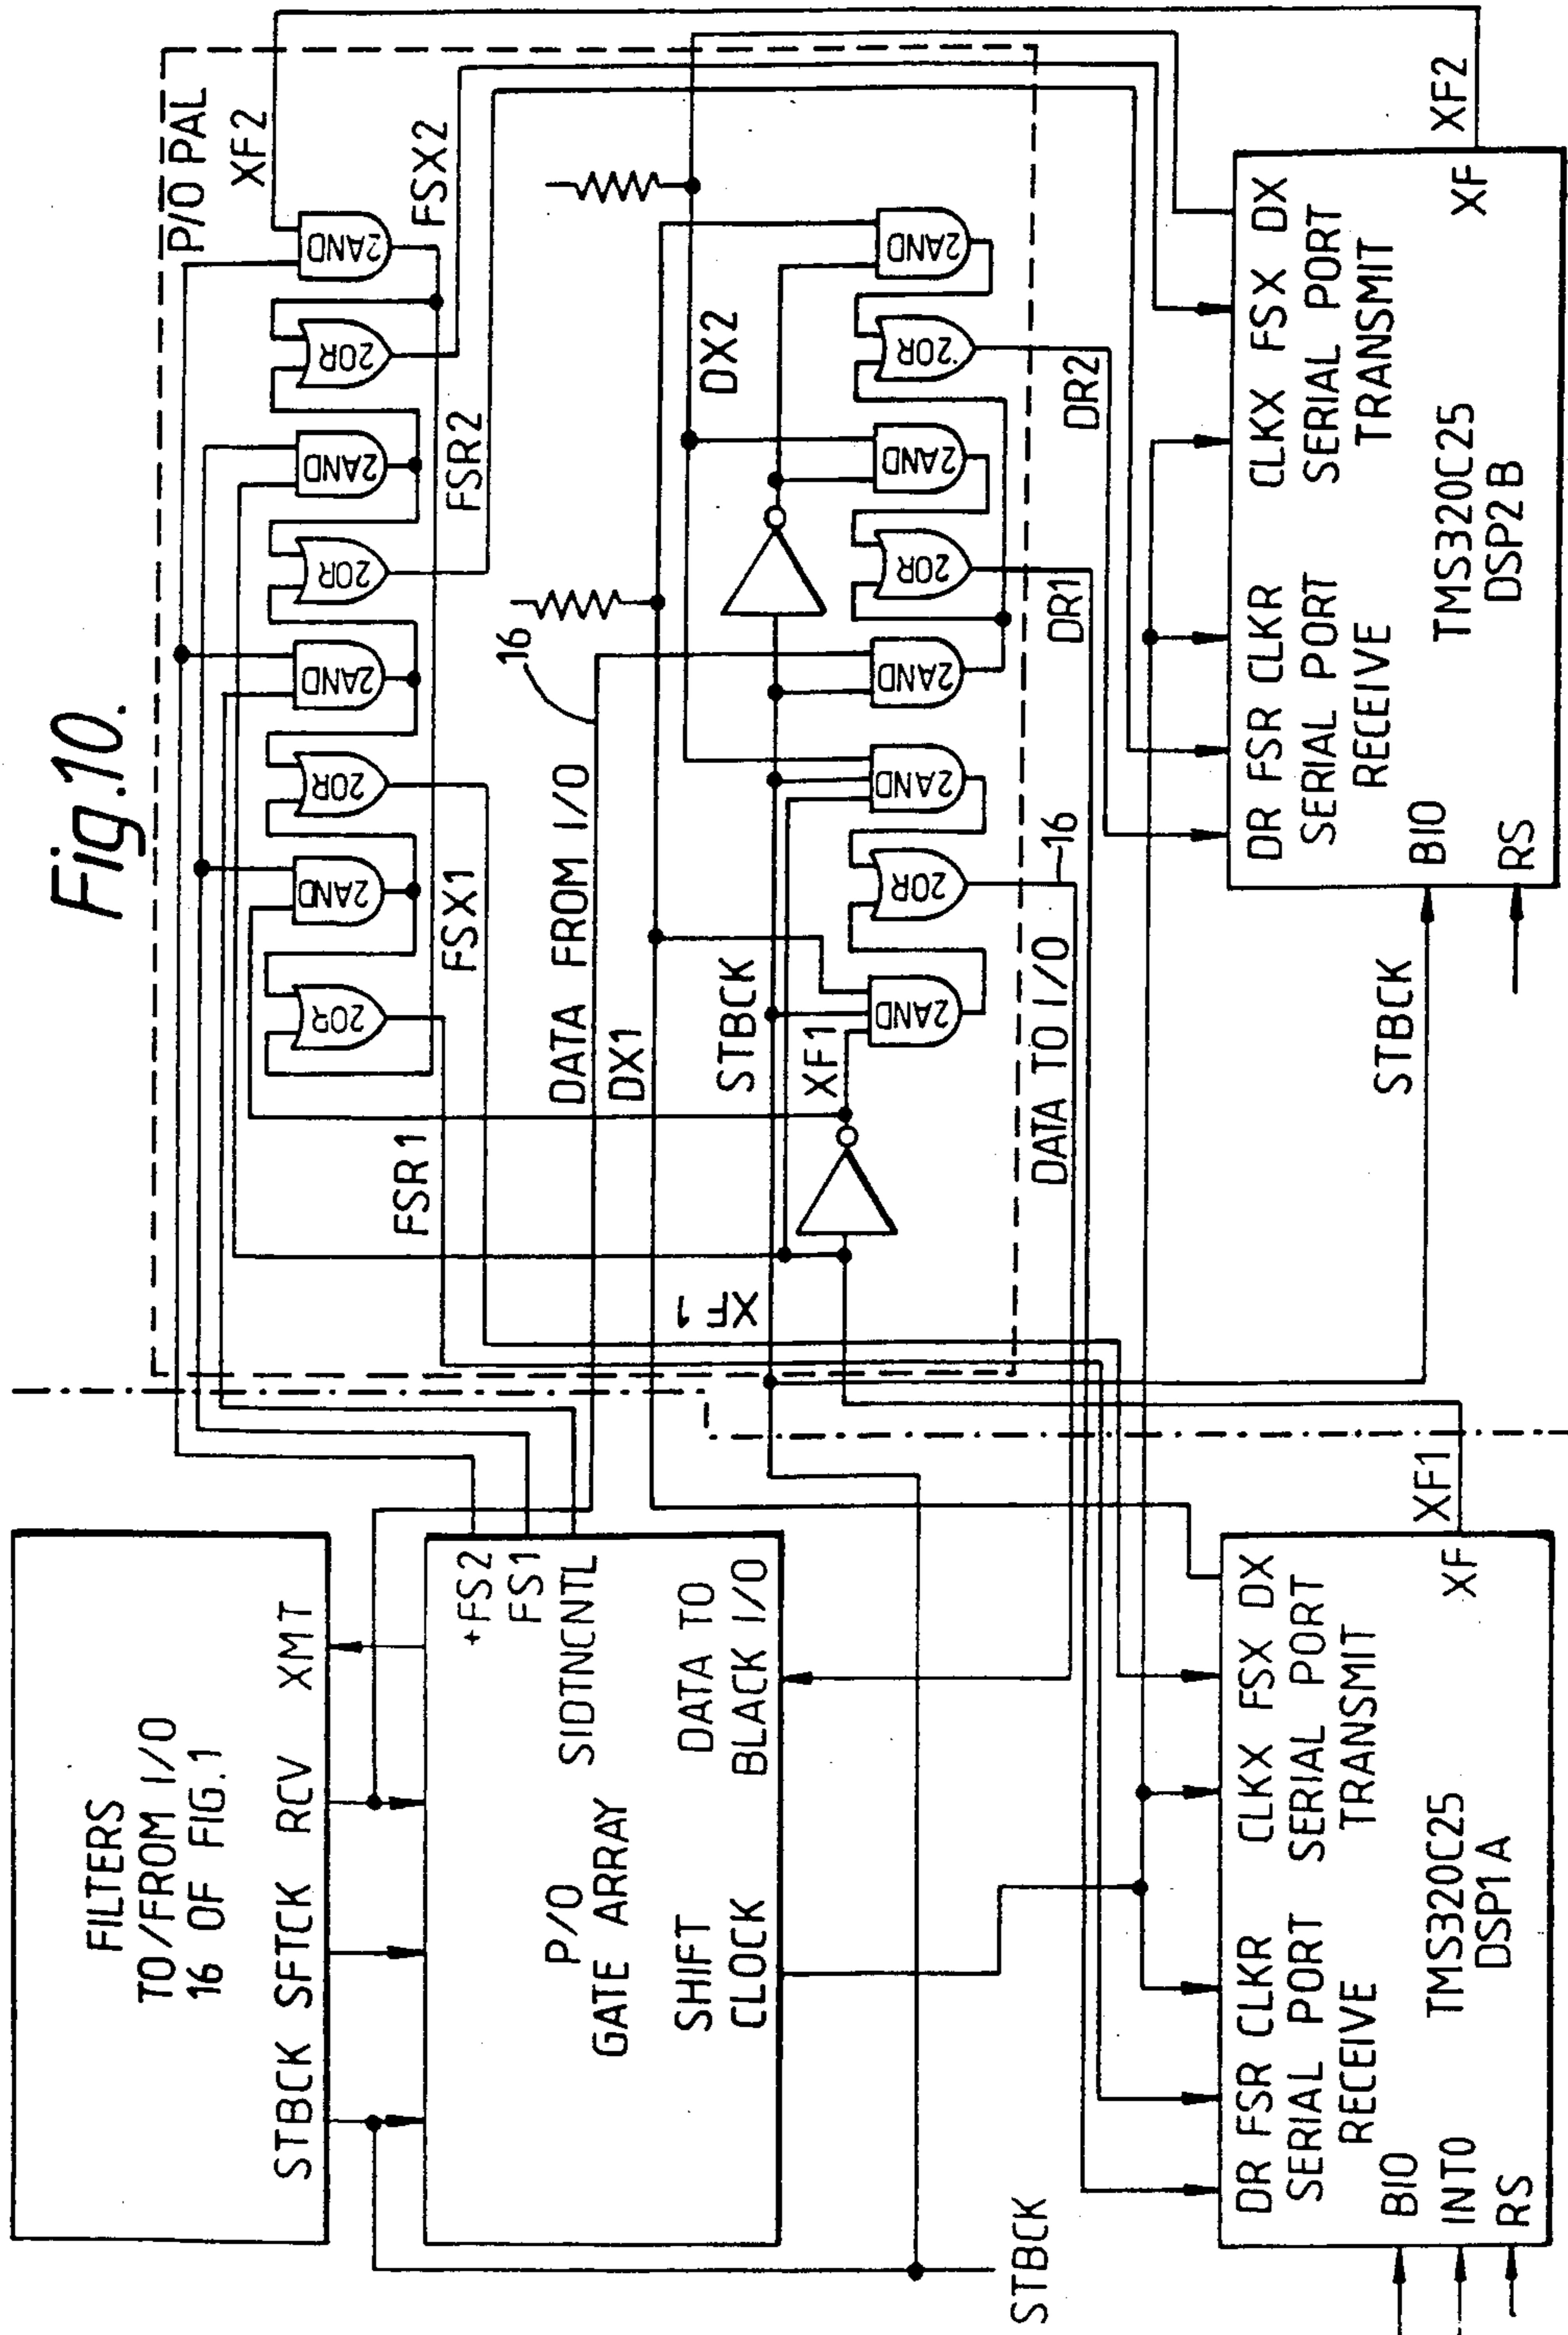 Fig.10.
P/O PAL
XF2
2AND
FSX2
2OR
2AND
FSR2
2OR
2AND
2OR
2AND
FSX1
2OR
FSR1
16
DATA FROM I/O
DX1
DX2
STBCK
XF1
XF1
2AND
2OR
2AND
2OR
2AND
2AND
2OR
2AND
DR2
DR1
16
DATA TO I/O
FILTERS
TO/FROM I/O
16 OF FIG.1
STBCK SFTCK RCV XMT
+FS2
FS1
SIDTNCNTL
P/O
GATE ARRAY
DATA TO
BLACK I/O
SHIFT
CLOCK
STBCK
DR FSR CLKR CLKX FSX DX
SERIAL PORT
RECEIVE
SERIAL PORT
TRANSMIT
BIO
INT0
RS
TMS320C25
DSP1A
XF
XF1
STBCK
DR FSR CLKR CLKX FSX DX
SERIAL PORT
RECEIVE
SERIAL PORT
TRANSMIT
BIO
RS
TMS320C25
DSP2B
XF
XF2